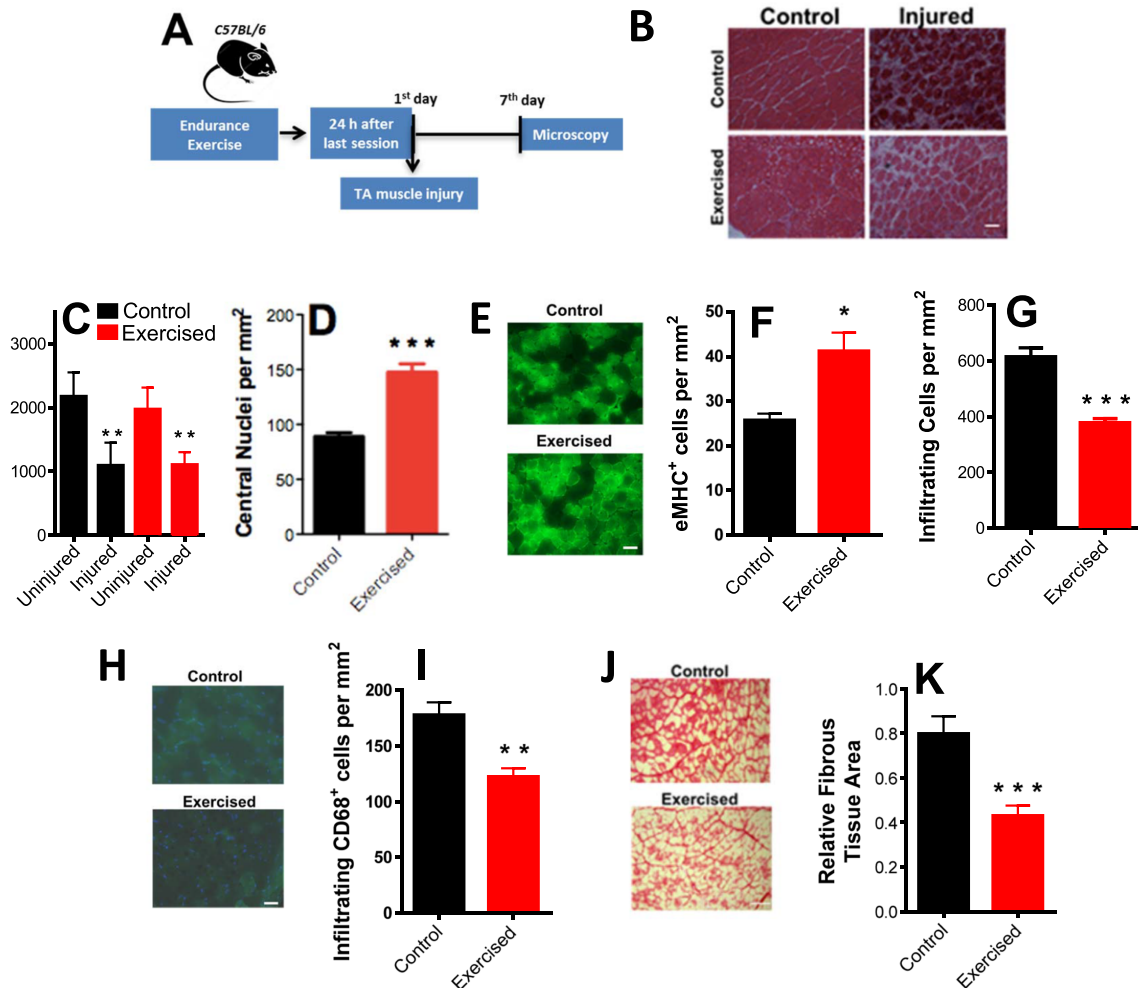 A
C57BL/6
Endurance
Exercise
24 h after
last session
1st day
7th day
Microscopy
TA muscle injury
B
Control
Injured
Control
Exercised
C
Control
Exercised
3000
2000
1000
0
Uninjured
Injured
Uninjured
Injured
**
**
D
Central Nuclei per mm²
200
150
100
50
0
***
Control
Exercised
E
Control
Exercised
F
eMHC⁺ cells per mm²
50
40
30
20
10
0
*
Control
Exercised
G
Infiltrating Cells per mm²
800
600
400
200
0
***
Control
Exercised
H
Control
Exercised
I
Infiltrating CD68⁺ cells per mm²
200
150
100
50
0
**
Control
Exercised
J
Control
Exercised
K
Relative Fibrous
Tissue Area
1.0
0.8
0.6
0.4
0.2
0.0
***
Control
Exercised